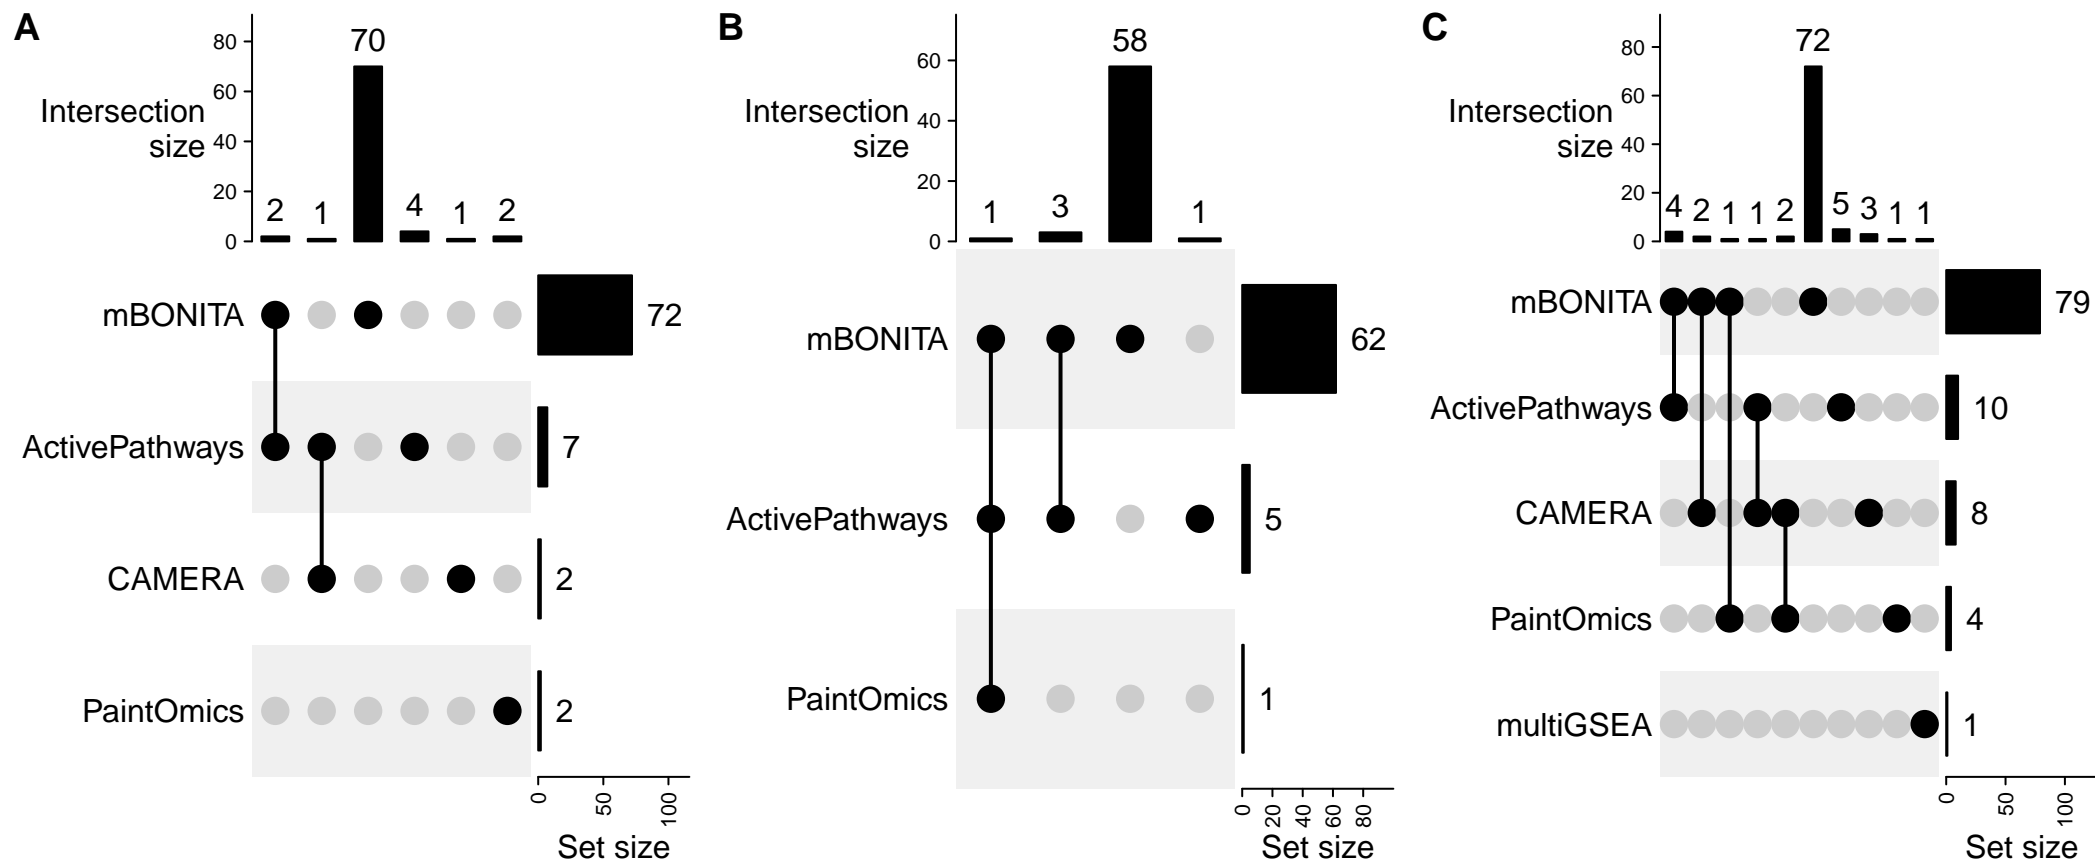 A
Intersection
size
80
60
40
20
0
2
1
70
4
1
2
mBONITA
72
ActivePathways
7
CAMERA
2
PaintOmics
2
0
50
100
Set size
B
Intersection
size
60
40
20
0
1
3
58
1
mBONITA
62
ActivePathways
5
PaintOmics
1
0
20
40
60
80
Set size
C
Intersection
size
80
60
40
20
0
4
2
1
1
2
72
5
3
1
1
mBONITA
79
ActivePathways
10
CAMERA
8
PaintOmics
4
multiGSEA
1
0
50
100
Set size